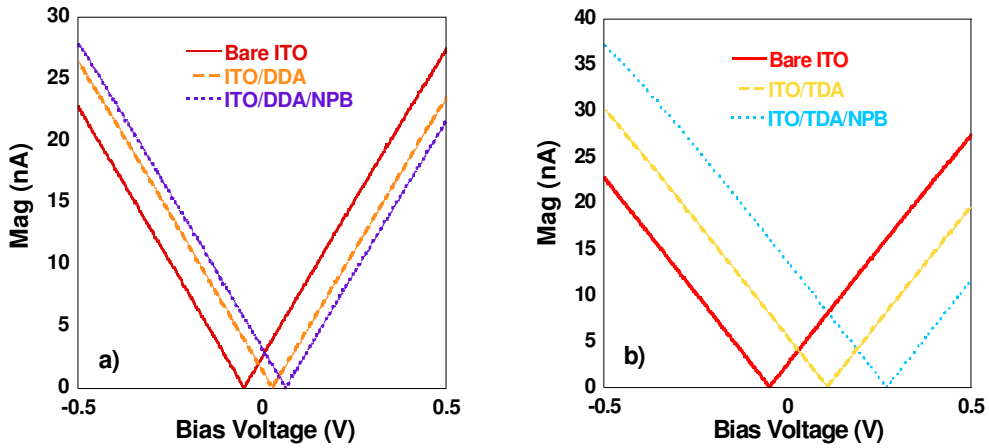 30
25
20
15
10
5
0
Mag (nA)
Bare ITO
ITO/DDA
ITO/DDA/NPB
a)
-0.5
0
0.5
Bias Voltage (V)
40
35
30
25
20
15
10
5
0
Mag (nA)
Bare ITO
ITO/TDA
ITO/TDA/NPB
b)
-0.5
0
0.5
Bias Voltage (V)